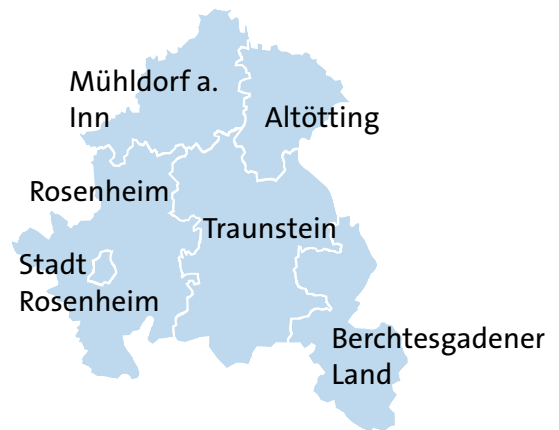 Mühldorf a.
Inn
Altötting
Rosenheim
Traunstein
Stadt
Rosenheim
Berchtesgadener
Land